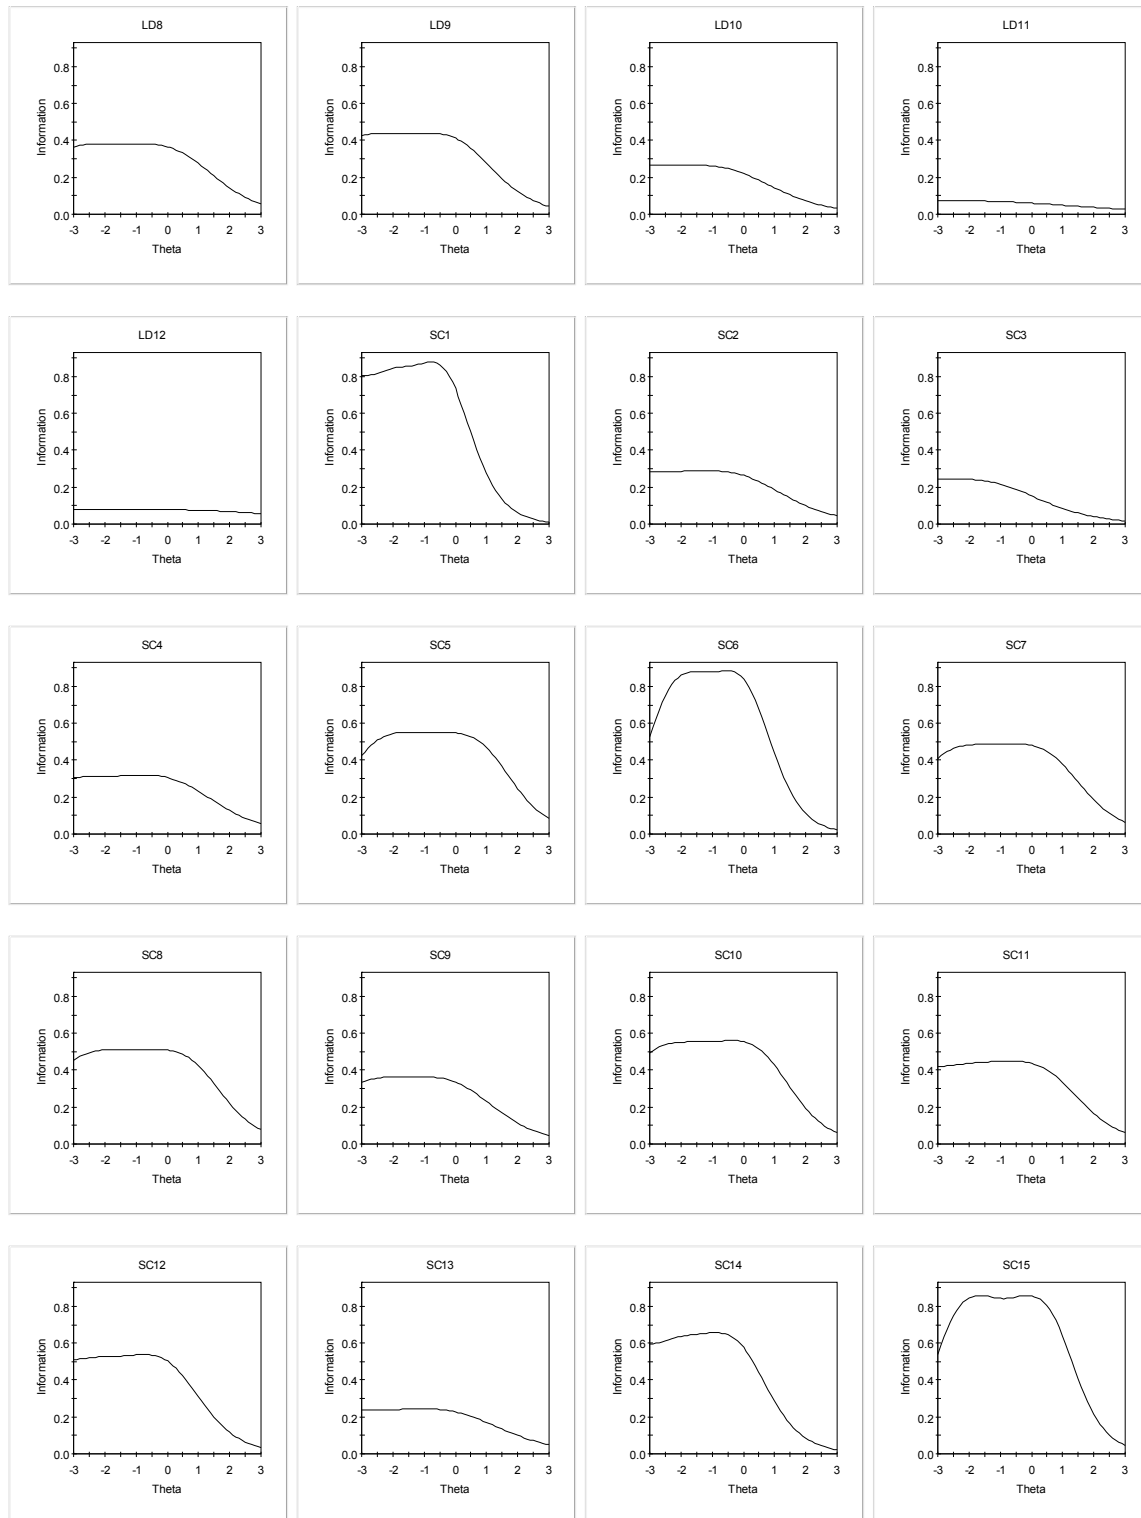 LD8
Information
0.8
0.6
0.4
0.2
0.0
-3 -2 -1 0 1 2 3
Theta
LD9
Information
0.8
0.6
0.4
0.2
0.0
-3 -2 -1 0 1 2 3
Theta
LD10
Information
0.8
0.6
0.4
0.2
0.0
-3 -2 -1 0 1 2 3
Theta
LD11
Information
0.8
0.6
0.4
0.2
0.0
-3 -2 -1 0 1 2 3
Theta
LD12
Information
0.8
0.6
0.4
0.2
0.0
-3 -2 -1 0 1 2 3
Theta
SC1
Information
0.8
0.6
0.4
0.2
0.0
-3 -2 -1 0 1 2 3
Theta
SC2
Information
0.8
0.6
0.4
0.2
0.0
-3 -2 -1 0 1 2 3
Theta
SC3
Information
0.8
0.6
0.4
0.2
0.0
-3 -2 -1 0 1 2 3
Theta
SC4
Information
0.8
0.6
0.4
0.2
0.0
-3 -2 -1 0 1 2 3
Theta
SC5
Information
0.8
0.6
0.4
0.2
0.0
-3 -2 -1 0 1 2 3
Theta
SC6
Information
0.8
0.6
0.4
0.2
0.0
-3 -2 -1 0 1 2 3
Theta
SC7
Information
0.8
0.6
0.4
0.2
0.0
-3 -2 -1 0 1 2 3
Theta
SC8
Information
0.8
0.6
0.4
0.2
0.0
-3 -2 -1 0 1 2 3
Theta
SC9
Information
0.8
0.6
0.4
0.2
0.0
-3 -2 -1 0 1 2 3
Theta
SC10
Information
0.8
0.6
0.4
0.2
0.0
-3 -2 -1 0 1 2 3
Theta
SC11
Information
0.8
0.6
0.4
0.2
0.0
-3 -2 -1 0 1 2 3
Theta
SC12
Information
0.8
0.6
0.4
0.2
0.0
-3 -2 -1 0 1 2 3
Theta
SC13
Information
0.8
0.6
0.4
0.2
0.0
-3 -2 -1 0 1 2 3
Theta
SC14
Information
0.8
0.6
0.4
0.2
0.0
-3 -2 -1 0 1 2 3
Theta
SC15
Information
0.8
0.6
0.4
0.2
0.0
-3 -2 -1 0 1 2 3
Theta